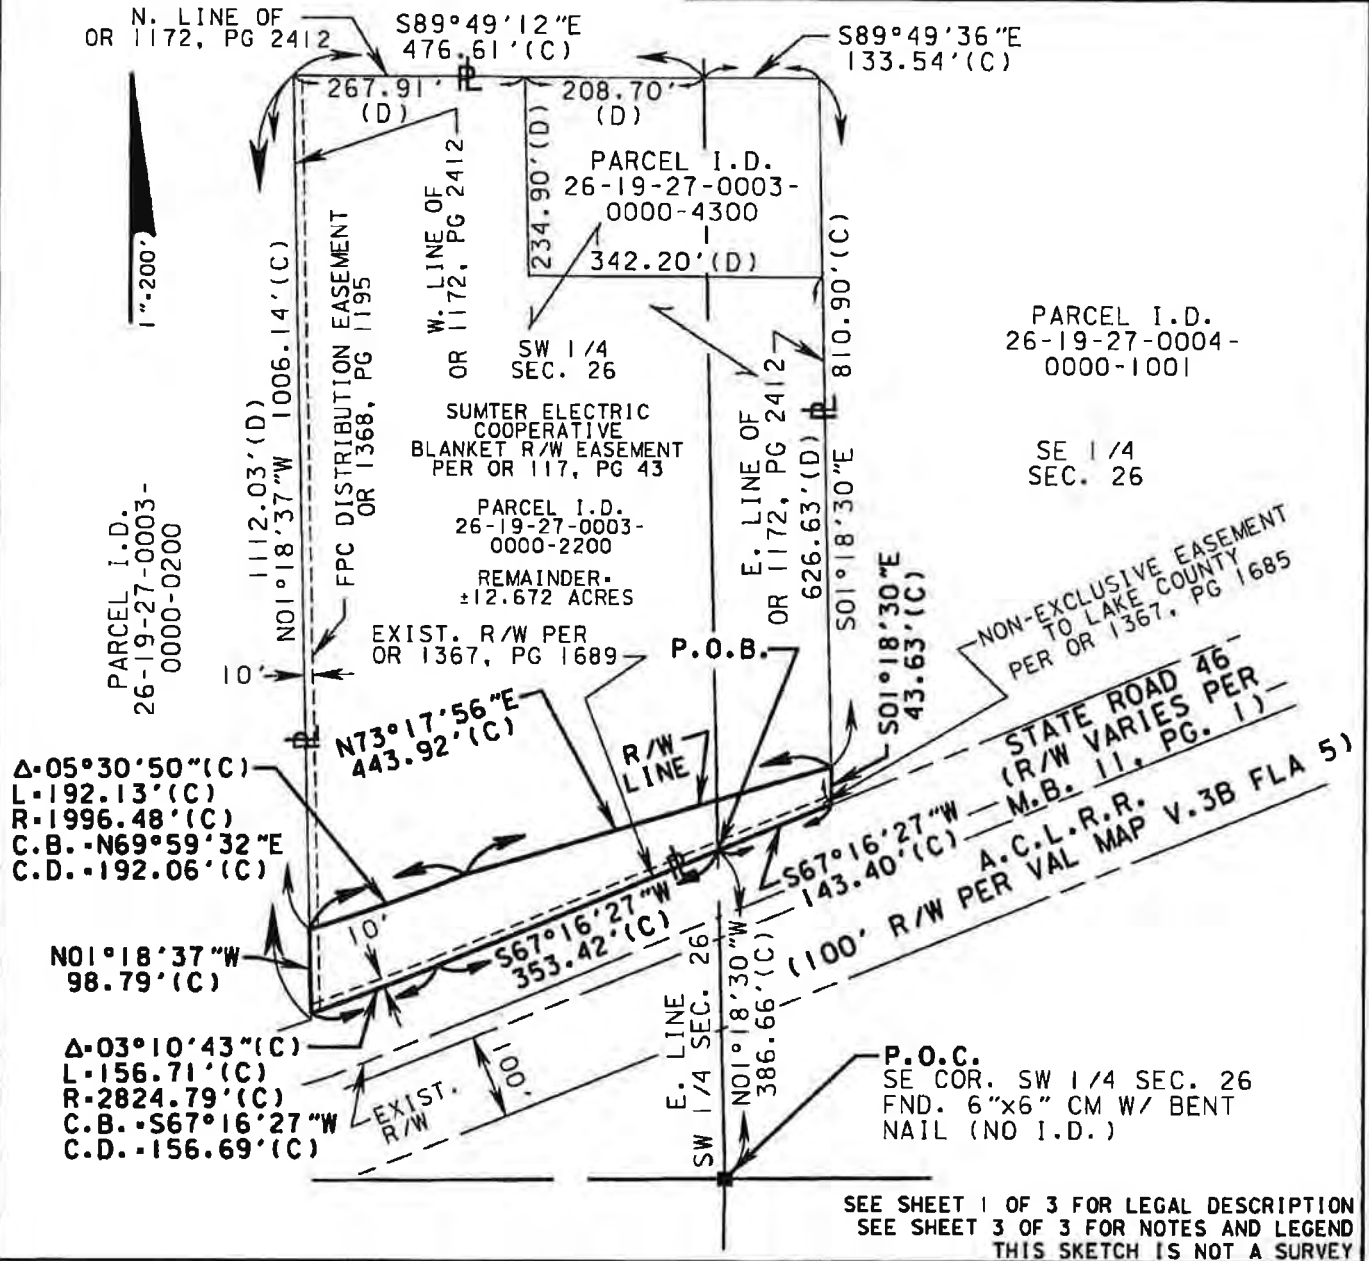 N. LINE OF
OR 1172, PG 2412
S89°49'12"E
476.61'(C)
S89°49'36"E
133.54'(C)
267.91'
(D)
208.70'
(D)
234.90'(D)
PARCEL I.D.
26-19-27-0003-
0000-4300
342.20'(D)
1"=200'
W. LINE OF
OR 1172, PG 2412
FPC DISTRIBUTION EASEMENT
OR 1368, PG 1195
1112.03'(D)
N01°18'37"W 1006.14'(C)
SW 1/4
SEC. 26
SUMTER ELECTRIC
COOPERATIVE
BLANKET R/W EASEMENT
PER OR 117, PG 43
PARCEL I.D.
26-19-27-0003-
0000-2200
REMAINDER=
±12.672 ACRES
E. LINE OF
OR 1172, PG 2412
626.63'(D)
S01°18'30"E 810.90'(C)
PARCEL I.D.
26-19-27-0004-
0000-1001
SE 1/4
SEC. 26
PARCEL I.D.
26-19-27-0003-
0000-0200
10'
EXIST. R/W PER
OR 1367, PG 1689
P.O.B.
S01°18'30"E
43.63'(C)
NON-EXCLUSIVE EASEMENT
TO LAKE COUNTY
PER OR 1367, PG 1685
N73°17'56"E
443.92'(C)
R/W
LINE
STATE ROAD 46
(R/W VARIES PER
M.B. 11, PG. 1)
Δ=05°30'50"(C)
L=192.13'(C)
R=1996.48'(C)
C.B.=N69°59'32"E
C.D.=192.06'(C)
S67°16'27"W
143.40'(C)
A.C.L.R.R.
(100' R/W PER VAL MAP V.3B FLA 5)
10'
S67°16'27"W
353.42'(C)
N01°18'37"W
98.79'(C)
E. LINE
SW 1/4 SEC. 26
N01°18'30"W
386.66'(C)
Δ=03°10'43"(C)
L=156.71'(C)
R=2824.79'(C)
C.B.=S67°16'27"W
C.D.=156.69'(C)
EXIST.
R/W
100'
P.O.C.
SE COR. SW 1/4 SEC. 26
FND. 6"x6" CM W/ BENT
NAIL (NO I.D.)
SEE SHEET 1 OF 3 FOR LEGAL DESCRIPTION
SEE SHEET 3 OF 3 FOR NOTES AND LEGEND
THIS SKETCH IS NOT A SURVEY